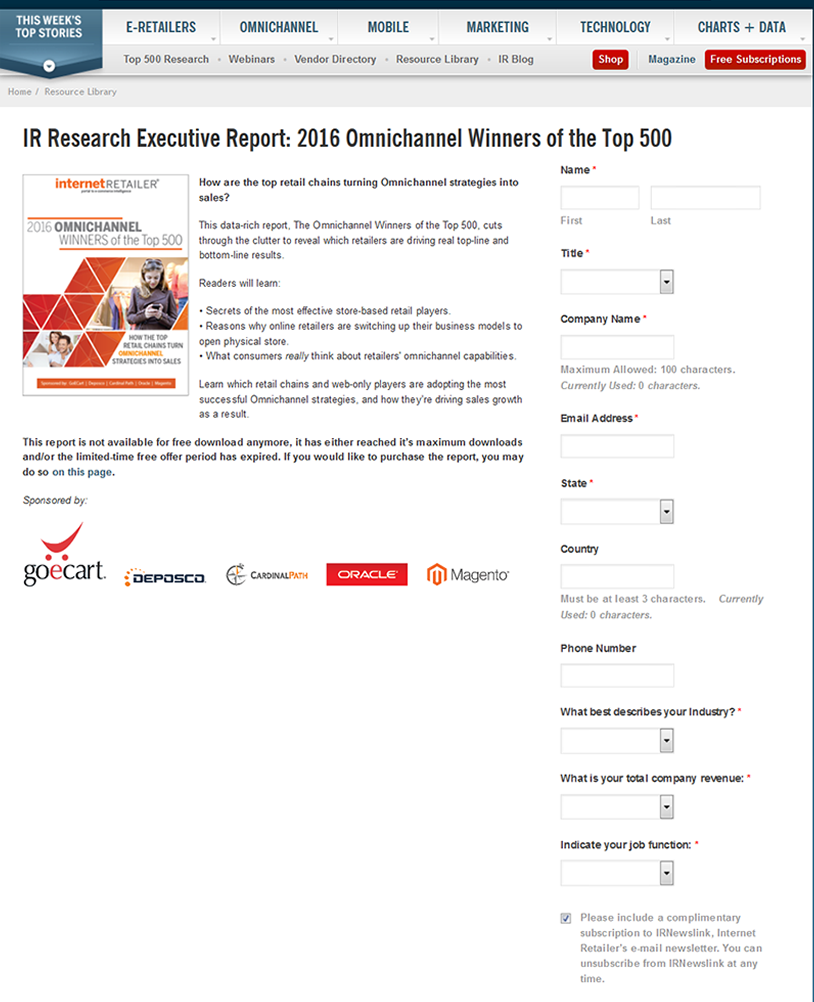 THIS WEEK'S
TOP STORIES
E-RETAILERS
OMNICHANNEL
MOBILE
MARKETING
TECHNOLOGY
CHARTS + DATA
Top 500 Research • Webinars • Vendor Directory • Resource Library • IR Blog
Shop
Magazine
Free Subscriptions
Home / Resource Library
IR Research Executive Report: 2016 Omnichannel Winners of the Top 500
internetRETAILER®
portal to e-commerce intelligence
2016 OMNICHANNEL
WINNERS of the Top 500
HOW THE TOP
RETAIL CHAINS TURN
OMNICHANNEL
STRATEGIES INTO SALES
Sponsored by: GoECart | Deposco | Cardinal Path | Oracle | Magento
How are the top retail chains turning Omnichannel strategies into
sales?
This data-rich report, The Omnichannel Winners of the Top 500, cuts
through the clutter to reveal which retailers are driving real top-line and
bottom-line results.
Readers will learn:
• Secrets of the most effective store-based retail players.
• Reasons why online retailers are switching up their business models to
open physical store.
• What consumers really think about retailers' omnichannel capabilities.
Learn which retail chains and web-only players are adopting the most
successful Omnichannel strategies, and how they're driving sales growth
as a result.
This report is not available for free download anymore, it has either reached it's maximum downloads
and/or the limited-time free offer period has expired. If you would like to purchase the report, you may
do so on this page.
Sponsored by:
goecart.
DEPOSCO
CARDINALPATH
ORACLE
Magento
Name *
First
Last
Title *
Company Name *
Maximum Allowed: 100 characters.
Currently Used: 0 characters.
Email Address *
State *
Country
Must be at least 3 characters. Currently
Used: 0 characters.
Phone Number
What best describes your Industry? *
What is your total company revenue: *
Indicate your job function: *
Please include a complimentary
subscription to IRNewslink, Internet
Retailer's e-mail newsletter. You can
unsubscribe from IRNewslink at any
time.